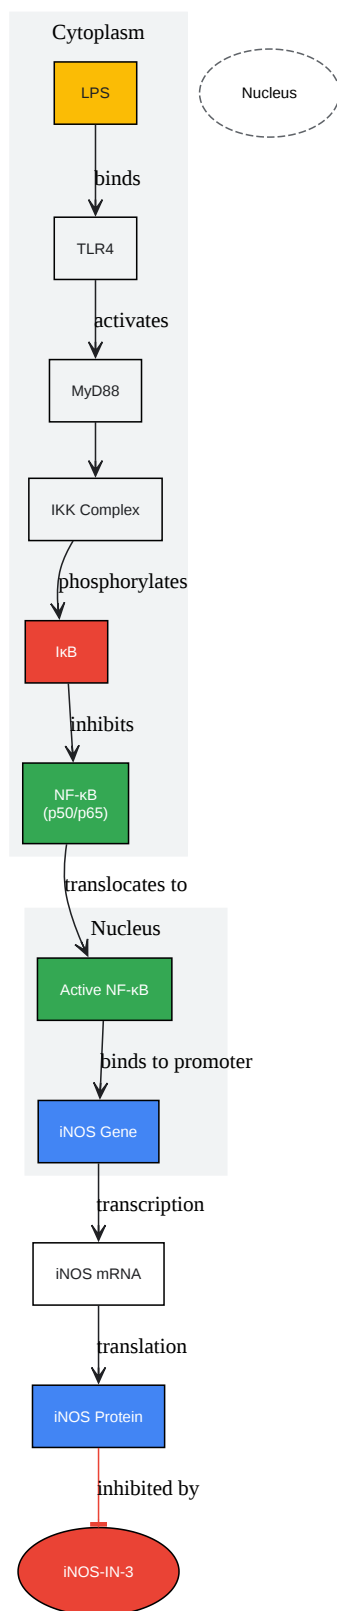 Cytoplasm
LPS
Nucleus
binds
TLR4
activates
MyD88
IKK Complex
phosphorylates
IκB
inhibits
NF-κB
(p50/p65)
translocates to
Nucleus
Active NF-κB
binds to promoter
iNOS Gene
transcription
iNOS mRNA
translation
iNOS Protein
inhibited by
iNOS-IN-3